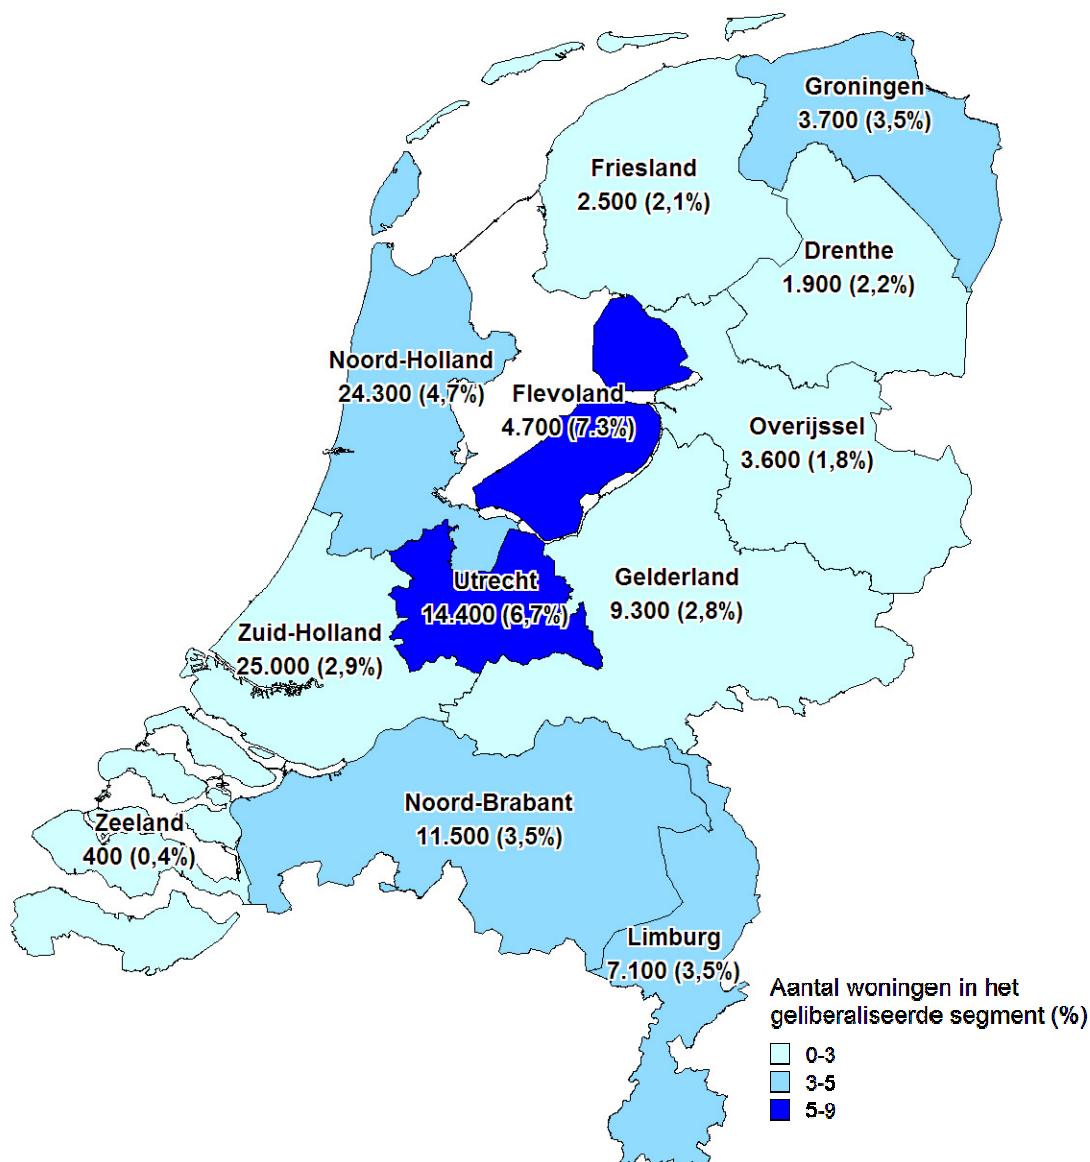 Groningen
3.700 (3,5%)
Friesland
2.500 (2,1%)
Drenthe
1.900 (2,2%)
Noord-Holland
24.300 (4,7%)
Flevoland
4.700 (7.3%)
Overijssel
3.600 (1,8%)
Utrecht
14.400 (6,7%)
Gelderland
9.300 (2,8%)
Zuid-Holland
25.000 (2,9%)
Noord-Brabant
11.500 (3,5%)
Zeeland
400 (0,4%)
Limburg
7.100 (3,5%)
Aantal woningen in het
geliberaliseerde segment (%)
0-3
3-5
5-9